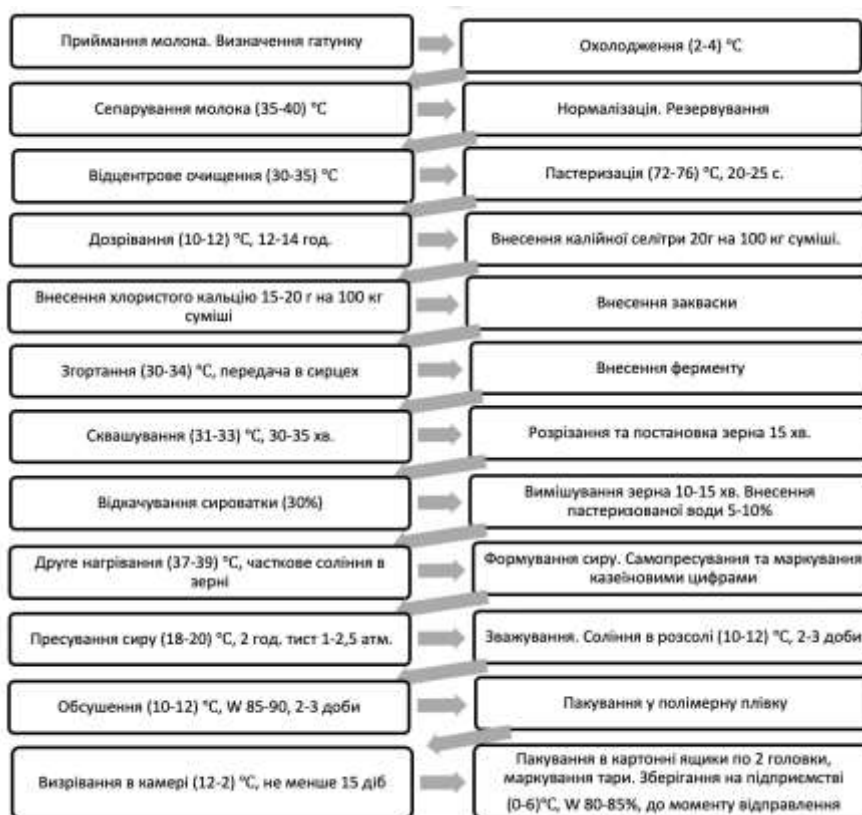 Приймання молока. Визначення гатунку
Охолодження (2-4) °С
Сепарування молока (35-40) °С
Нормалізація. Резервування
Відцентрове очищення (30-35) °С
Пастеризація (72-76) °С, 20-25 с.
Дозрівання (10-12) °С, 12-14 год.
Внесення калійної селітри 20г на 100 кг суміші.
Внесення хлористого кальцію 15-20 г на 100 кг
суміші
Внесення закваски
Згортання (30-34) °С, передача в сирцех
Внесення ферменту
Сквашування (31-33) °С, 30-35 хв.
Розрізання та постановка зерна 15 хв.
Відкачування сироватки (30%)
Вимішування зерна 10-15 хв. Внесення
пастеризованої води 5-10%
Друге нагрівання (37-39) °С, часткове соління в
зерні
Формування сиру. Самопресування та маркування
казеїновими цифрами
Пресування сиру (18-20) °С, 2 год. тист 1-2,5 атм.
Зважування. Соління в розсолі (10-12) °С, 2-3 доби
Обсушення (10-12) °С, W 85-90, 2-3 доби
Пакування у полімерну плівку
Визрівання в камері (12-2) °С, не менше 15 діб
Пакування в картонні ящики по 2 головки,
маркування тари. Зберігання на підприємстві
(0-6)°С, W 80-85%, до моменту відправлення